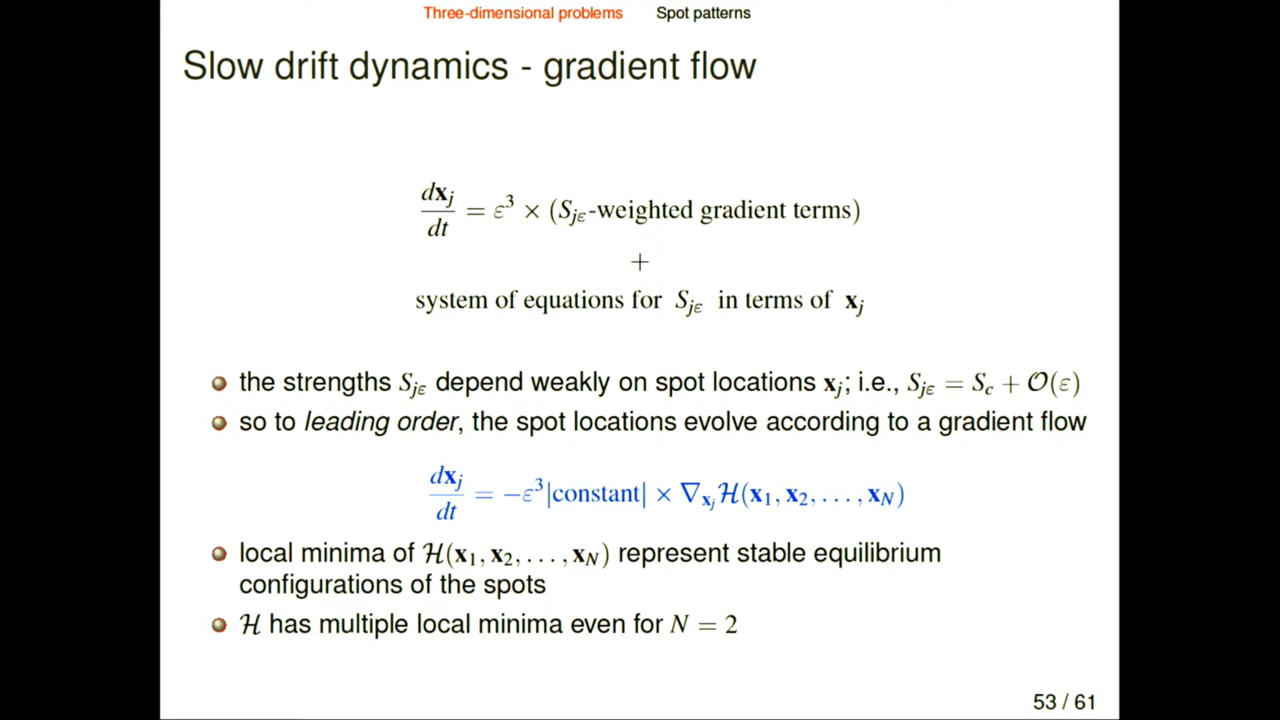 Three-dimensional problems Spot patterns
Slow drift dynamics - gradient flow
d𝐱ⱼ/dt = ε³ × (Sⱼε-weighted gradient terms)
+
system of equations for Sⱼε in terms of 𝐱ⱼ
the strengths Sⱼε depend weakly on spot locations 𝐱ⱼ; i.e., Sⱼε = S_c + 𝒪(ε)
so to leading order, the spot locations evolve according to a gradient flow
d𝐱ⱼ/dt = −ε³|constant| × ∇𝐱ⱼ ℋ(𝐱₁, 𝐱₂, . . . , 𝐱_N)
local minima of ℋ(𝐱₁, 𝐱₂, . . . , 𝐱_N) represent stable equilibrium
configurations of the spots
ℋ has multiple local minima even for N = 2
53 / 61